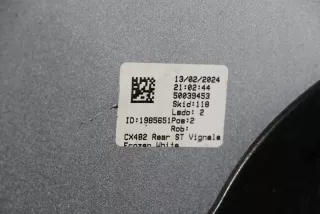 13/02/2024
21:02:44
50039453
Skid:118
Lado: 2
ID:1985651Pos:2
Rob:
CX482 Rear ST Vignale
Frozen White